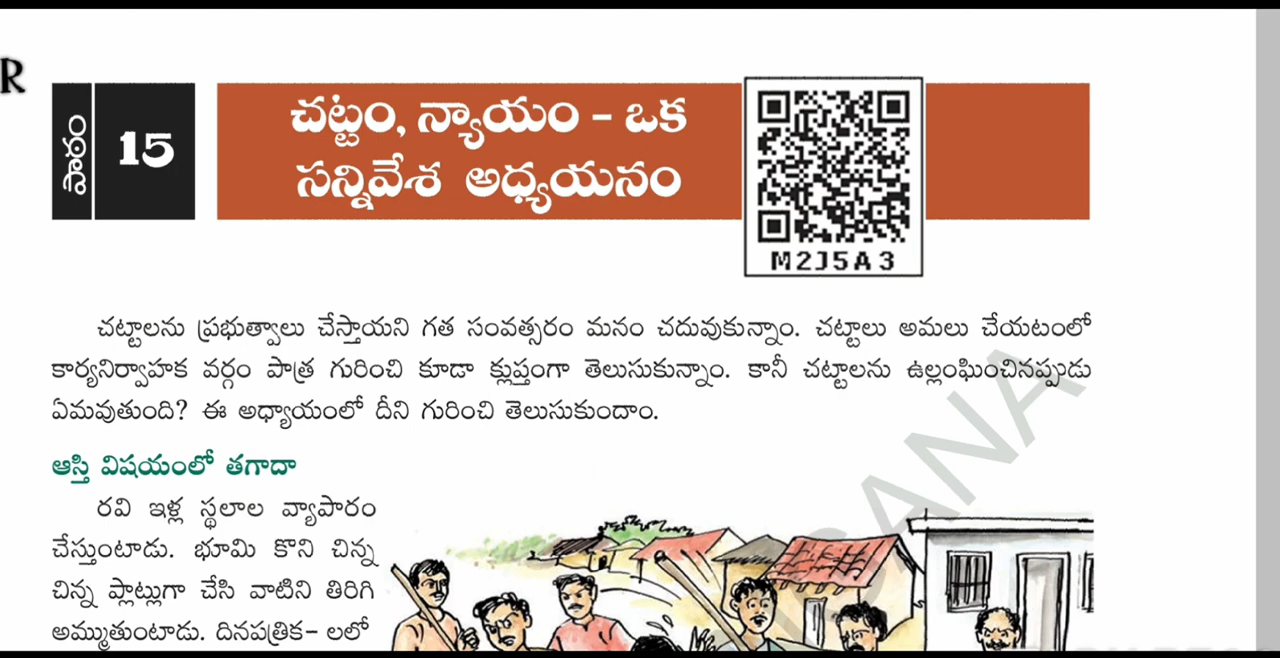 R
పాఠం
15
చట్టం, న్యాయం - ఒక
సన్నివేశ అధ్యయనం
M2J5A3
చట్టాలను ప్రభుత్వాలు చేస్తాయని గత సంవత్సరం మనం చదువుకున్నాం. చట్టాలు అమలు చేయటంలో
కార్యనిర్వాహక వర్గం పాత్ర గురించి కూడా క్లుప్తంగా తెలుసుకున్నాం. కానీ చట్టాలను ఉల్లంఘించినప్పుడు
ఏమవుతుంది? ఈ అధ్యాయంలో దీని గురించి తెలుసుకుందాం.
ఆస్తి విషయంలో తగాదా
రవి ఇళ్ల స్థలాల వ్యాపారం
చేస్తుంటాడు. భూమి కొని చిన్న
చిన్న ప్లాట్లుగా చేసి వాటిని తిరిగి
అమ్ముతుంటాడు. దినపత్రిక- లలో